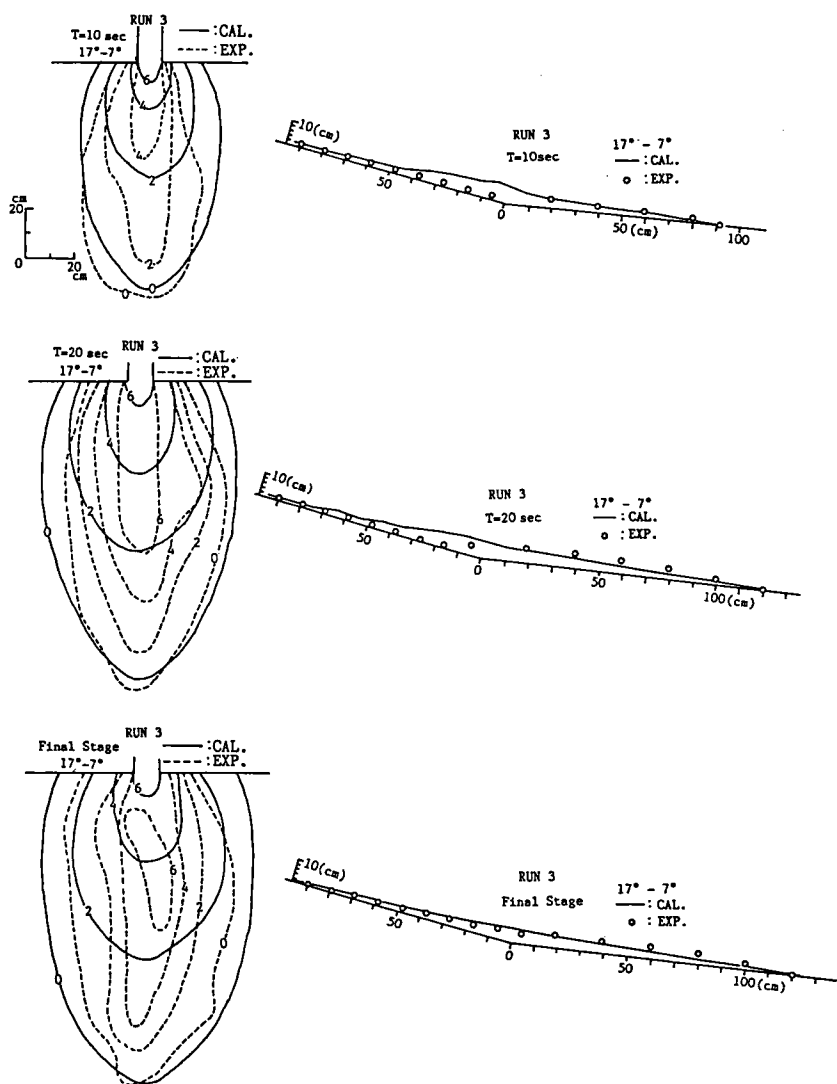 RUN 3
T=10 sec
17°-7°
:CAL.
:EXP.
6
4
4
2
2
0
0
20
0
20
cm
10(cm)
50
0
50(cm)
100
RUN 3
T=10sec
17° - 7°
:CAL.
:EXP.
RUN 3
T=20 sec
17°-7°
:CAL.
:EXP.
6
4
2
0
6
4
2
0
10(cm)
50
0
50
100(cm)
RUN 3
T=20 sec
17° - 7°
:CAL.
:EXP.
RUN 3
Final Stage
17°-7°
:CAL.
:EXP.
6
4
2
0
6
4
2
0
10(cm)
50
0
50
100(cm)
RUN 3
Final Stage
17° - 7°
:CAL.
:EXP.